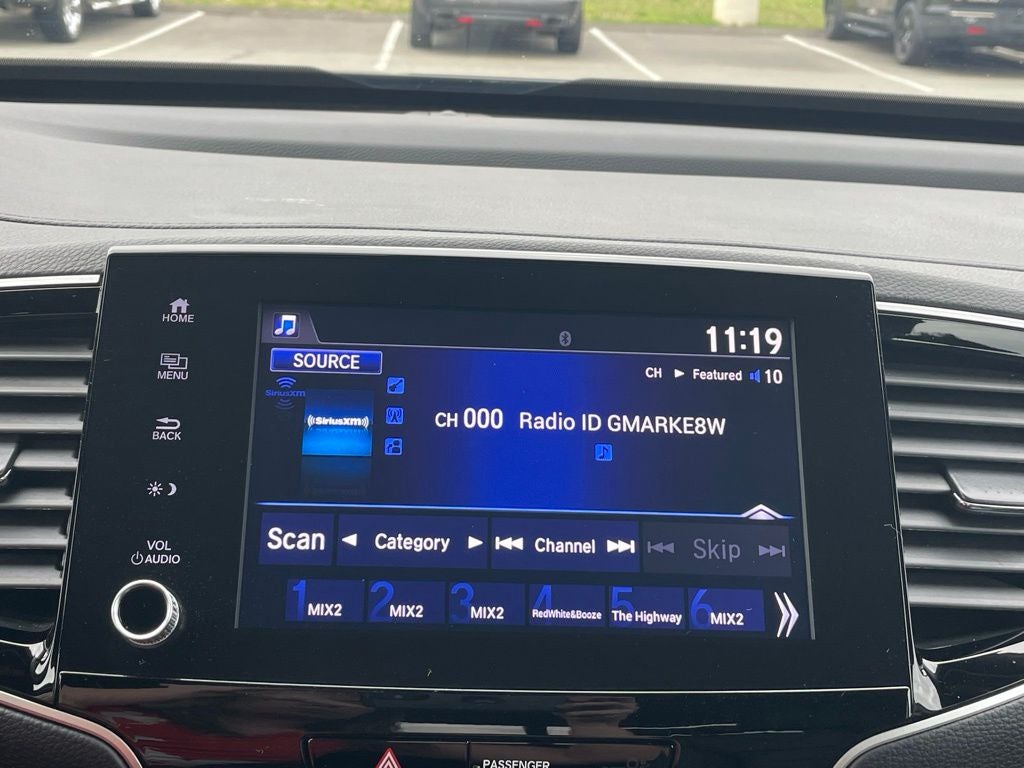 HOME
MENU
BACK
VOL
AUDIO
11:19
SOURCE
CH ► Featured 10
SiriusXM
((SiriusXM))
CH 000 Radio ID GMARKE8W
Scan ◄ Category ► Channel Skip
1 MIX2 2 MIX2 3 MIX2 4 RedWhite&Booze 5 The Highway 6 MIX2
PASSENGER